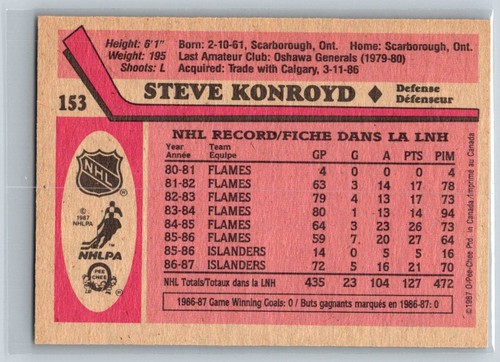 Height: 6'1" Born: 2-10-61, Scarborough, Ont. Home: Scarborough, Ont.
Weight: 195 Last Amateur Club: Oshawa Generals (1979-80)
Shoots: L Acquired: Trade with Calgary, 3-11-86
153 STEVE KONROYD ♦ Defense
Défenseur
NHL RECORD/FICHE DANS LA LNH
Year Team
Année Equipe GP G A PTS PIM
80-81 FLAMES 4 0 0 0 4
81-82 FLAMES 63 3 14 17 78
82-83 FLAMES 79 4 13 17 73
83-84 FLAMES 80 1 13 14 94
84-85 FLAMES 64 3 23 26 73
85-86 FLAMES 59 7 20 27 64
85-86 ISLANDERS 14 0 5 5 16
86-87 ISLANDERS 72 5 16 21 70
NHL Totals/Totaux dans la LNH 435 23 104 127 472
1986-87 Game Winning Goals: 0 / Buts gagnants marqués en 1986-87: 0
NHL
©
1987
NHLPA
NHLPA
O-PEE-CHEE
©1987 O-Pee-Chee Ptd. in Canada/Imprimé au Canada